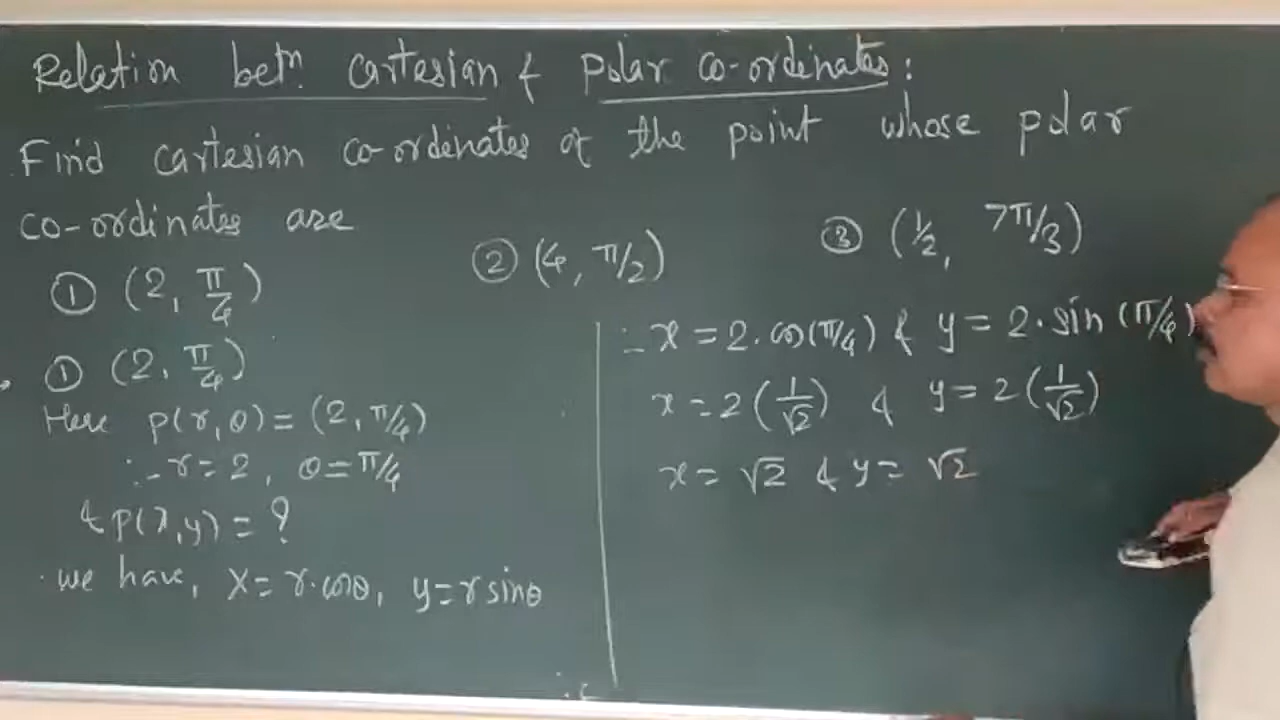 Relation betn. cartesian & Polar co-ordinates:
Find cartesian co-ordinates of the point whose polar
co-ordinates are
① (2, π/4) ② (4, π/2) ③ (1/2, 7π/3)
① (2, π/4)
Here p(r, θ) = (2, π/4)
∴ r = 2, θ = π/4
& p(x, y) = ?
we have, x = r·cosθ, y = r sinθ
∴ x = 2. cos(π/4) & y = 2. sin (π/4)
x = 2 (1/√2) & y = 2 (1/√2)
x = √2 & y = √2